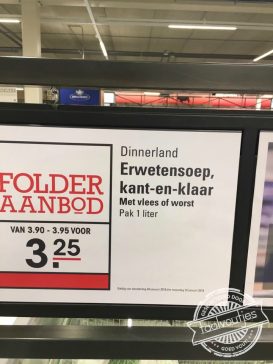 FOLDER
AANBOD
VAN 3.90 - 3.95 VOOR
3.25
Dinnerland
Erwetensoep,
kant-en-klaar
Met vlees of worst
Pak 1 liter
Taalvoutjes